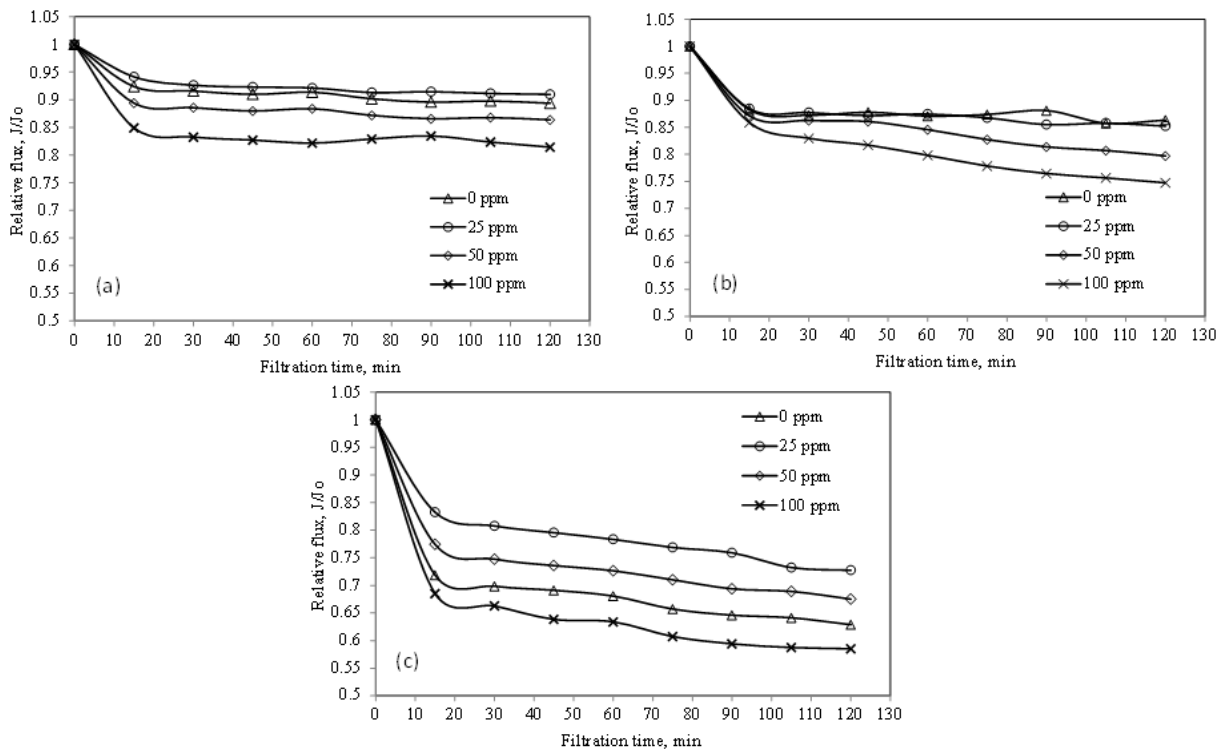 1.05
1
0.95
0.9
0.85
0.8
0.75
0.7
0.65
0.6
0.55
0.5
Relative flux, J/Jo
0 ppm
25 ppm
50 ppm
100 ppm
(a)
0 10 20 30 40 50 60 70 80 90 100 110 120 130
Filtration time, min
1.05
1
0.95
0.9
0.85
0.8
0.75
0.7
0.65
0.6
0.55
0.5
Relative flux, J/Jo
0 ppm
25 ppm
50 ppm
100 ppm
(b)
0 10 20 30 40 50 60 70 80 90 100 110 120 130
Filtration time, min
1.05
1
0.95
0.9
0.85
0.8
0.75
0.7
0.65
0.6
0.55
0.5
Relative flux, J/Jo
0 ppm
25 ppm
50 ppm
100 ppm
(c)
0 10 20 30 40 50 60 70 80 90 100 110 120 130
Filtration time, min